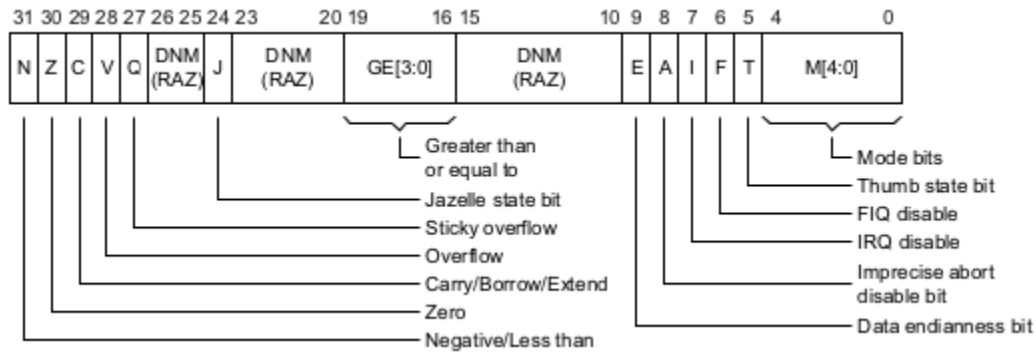 31 30 29 28 27 26 25 24 23 20 19 16 15 10 9 8 7 6 5 4 0
N Z C V Q DNM (RAZ) J DNM (RAZ) GE[3:0] DNM (RAZ) E A I F T M[4:0]
Greater than
or equal to
Jazelle state bit
Sticky overflow
Overflow
Carry/Borrow/Extend
Zero
Negative/Less than
Mode bits
Thumb state bit
FIQ disable
IRQ disable
Imprecise abort
disable bit
Data endianness bit